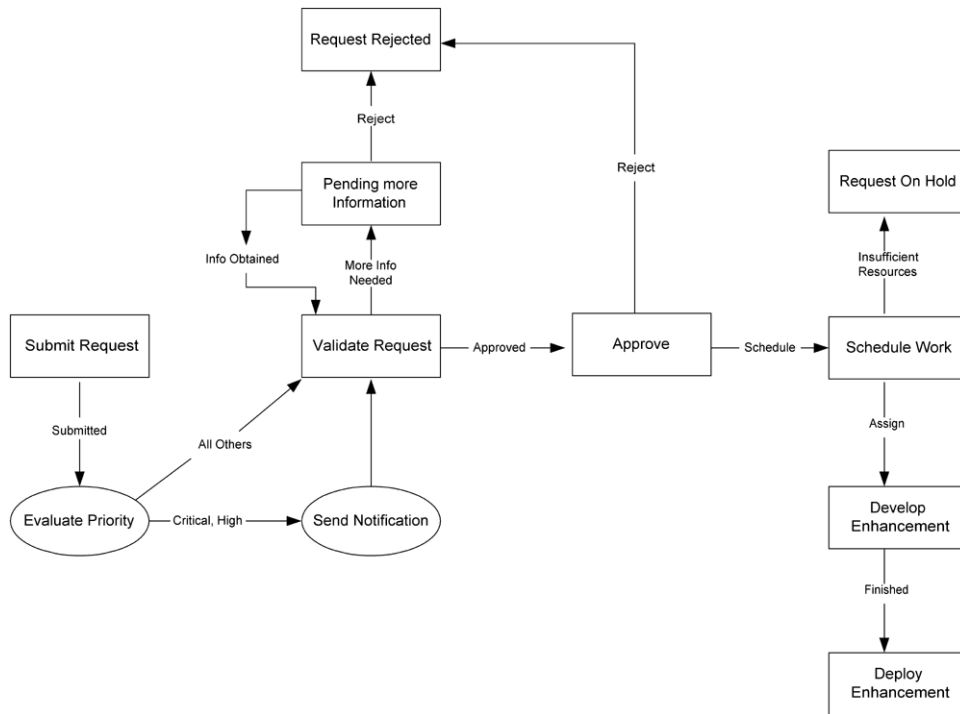 Request Rejected
Reject
Reject
Pending more
Information
Request On Hold
Info Obtained
More Info
Needed
Insufficient
Resources
Submit Request
Validate Request
Approved
Approve
Schedule
Schedule Work
Submitted
All Others
Assign
Evaluate Priority
Critical, High
Send Notification
Develop
Enhancement
Finished
Deploy
Enhancement